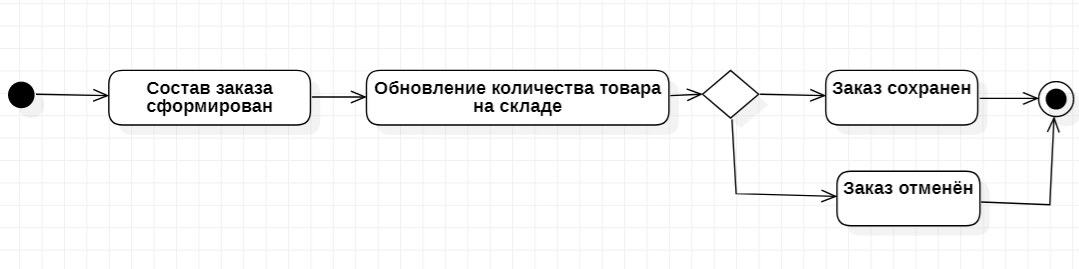 Состав заказа
сформирован
Обновление количества товара
на складе
Заказ сохранен
Заказ отменён